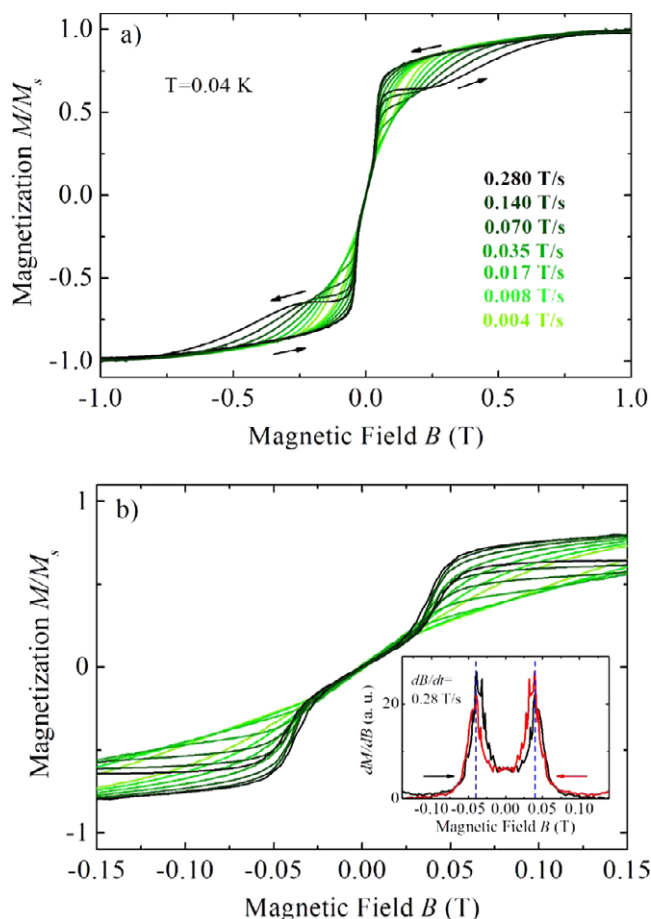 a)
T=0.04 K
1.0
0.5
0.0
-0.5
-1.0
Magnetization M/Ms
0.280 T/s
0.140 T/s
0.070 T/s
0.035 T/s
0.017 T/s
0.008 T/s
0.004 T/s
-1.0 -0.5 0.0 0.5 1.0
Magnetic Field B (T)
b)
1
0
-1
Magnetization M/Ms
dB/dt=
0.28 T/s
20
0
dM/dB (a. u.)
-0.10 -0.05 0.00 0.05 0.10
Magnetic Field B (T)
-0.15 -0.10 -0.05 0.00 0.05 0.10 0.15
Magnetic Field B (T)